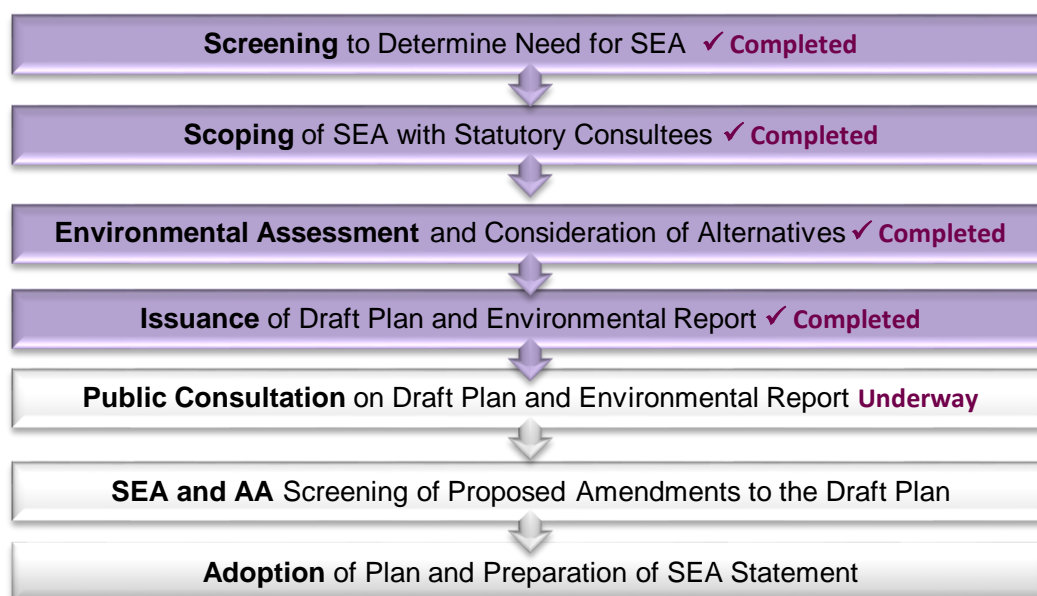 Screening to Determine Need for SEA ✓ Completed
Scoping of SEA with Statutory Consultees ✓ Completed
Environmental Assessment and Consideration of Alternatives ✓ Completed
Issuance of Draft Plan and Environmental Report ✓ Completed
Public Consultation on Draft Plan and Environmental Report Underway
SEA and AA Screening of Proposed Amendments to the Draft Plan
Adoption of Plan and Preparation of SEA Statement